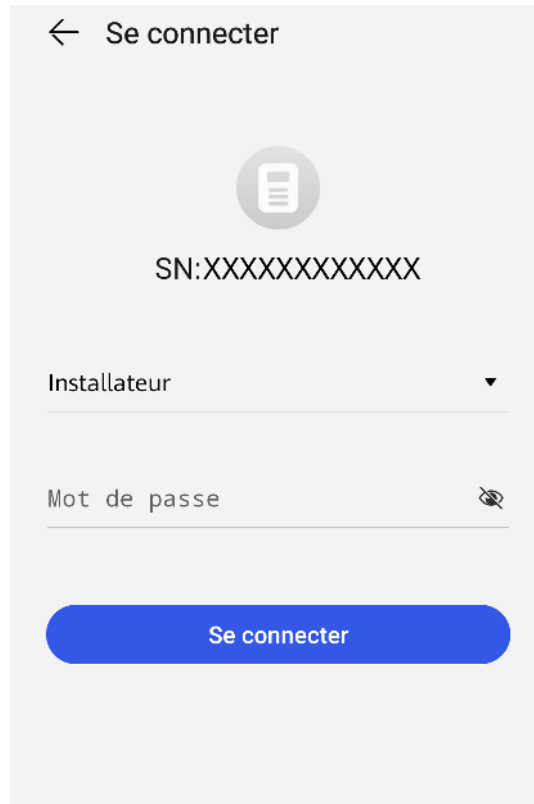 Se connecter
SN:XXXXXXXXXXXX
Installateur
Mot de passe
Se connecter